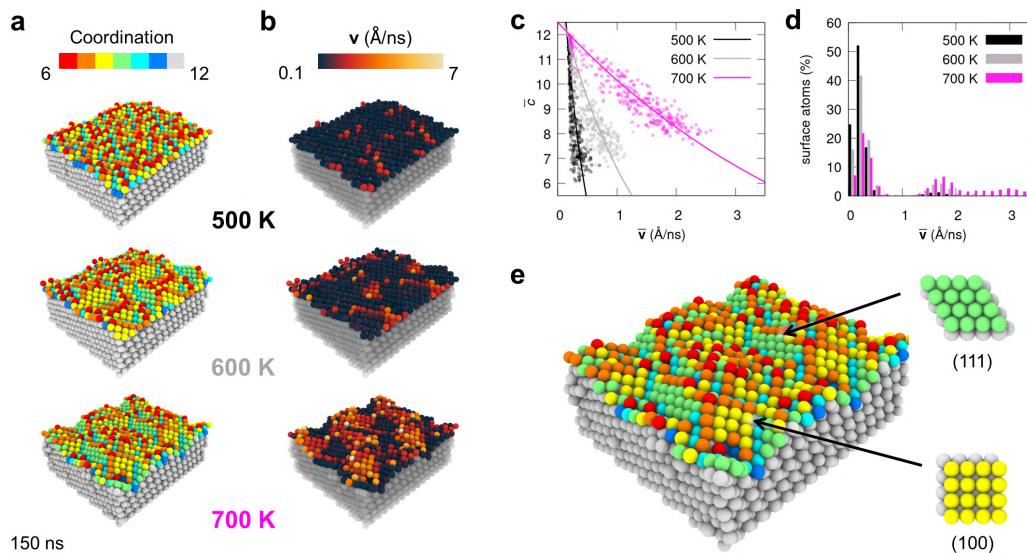 a
Coordination
6
12
500 K
600 K
700 K
150 ns
b
v (Å/ns)
0.1
7
c
c̄
12
11
10
9
8
7
6
0
1
2
3
v̄ (Å/ns)
500 K
600 K
700 K
d
surface atoms (%)
60
50
40
30
20
10
0
0
1
2
3
v̄ (Å/ns)
500 K
600 K
700 K
e
(111)
(100)